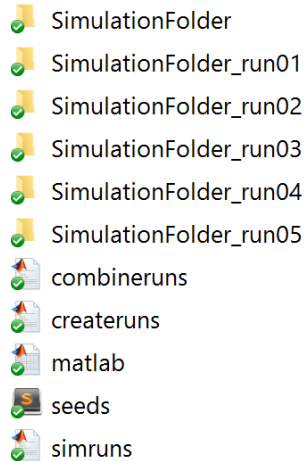 SimulationFolder
SimulationFolder_run01
SimulationFolder_run02
SimulationFolder_run03
SimulationFolder_run04
SimulationFolder_run05
combineruns
createruns
matlab
seeds
simruns